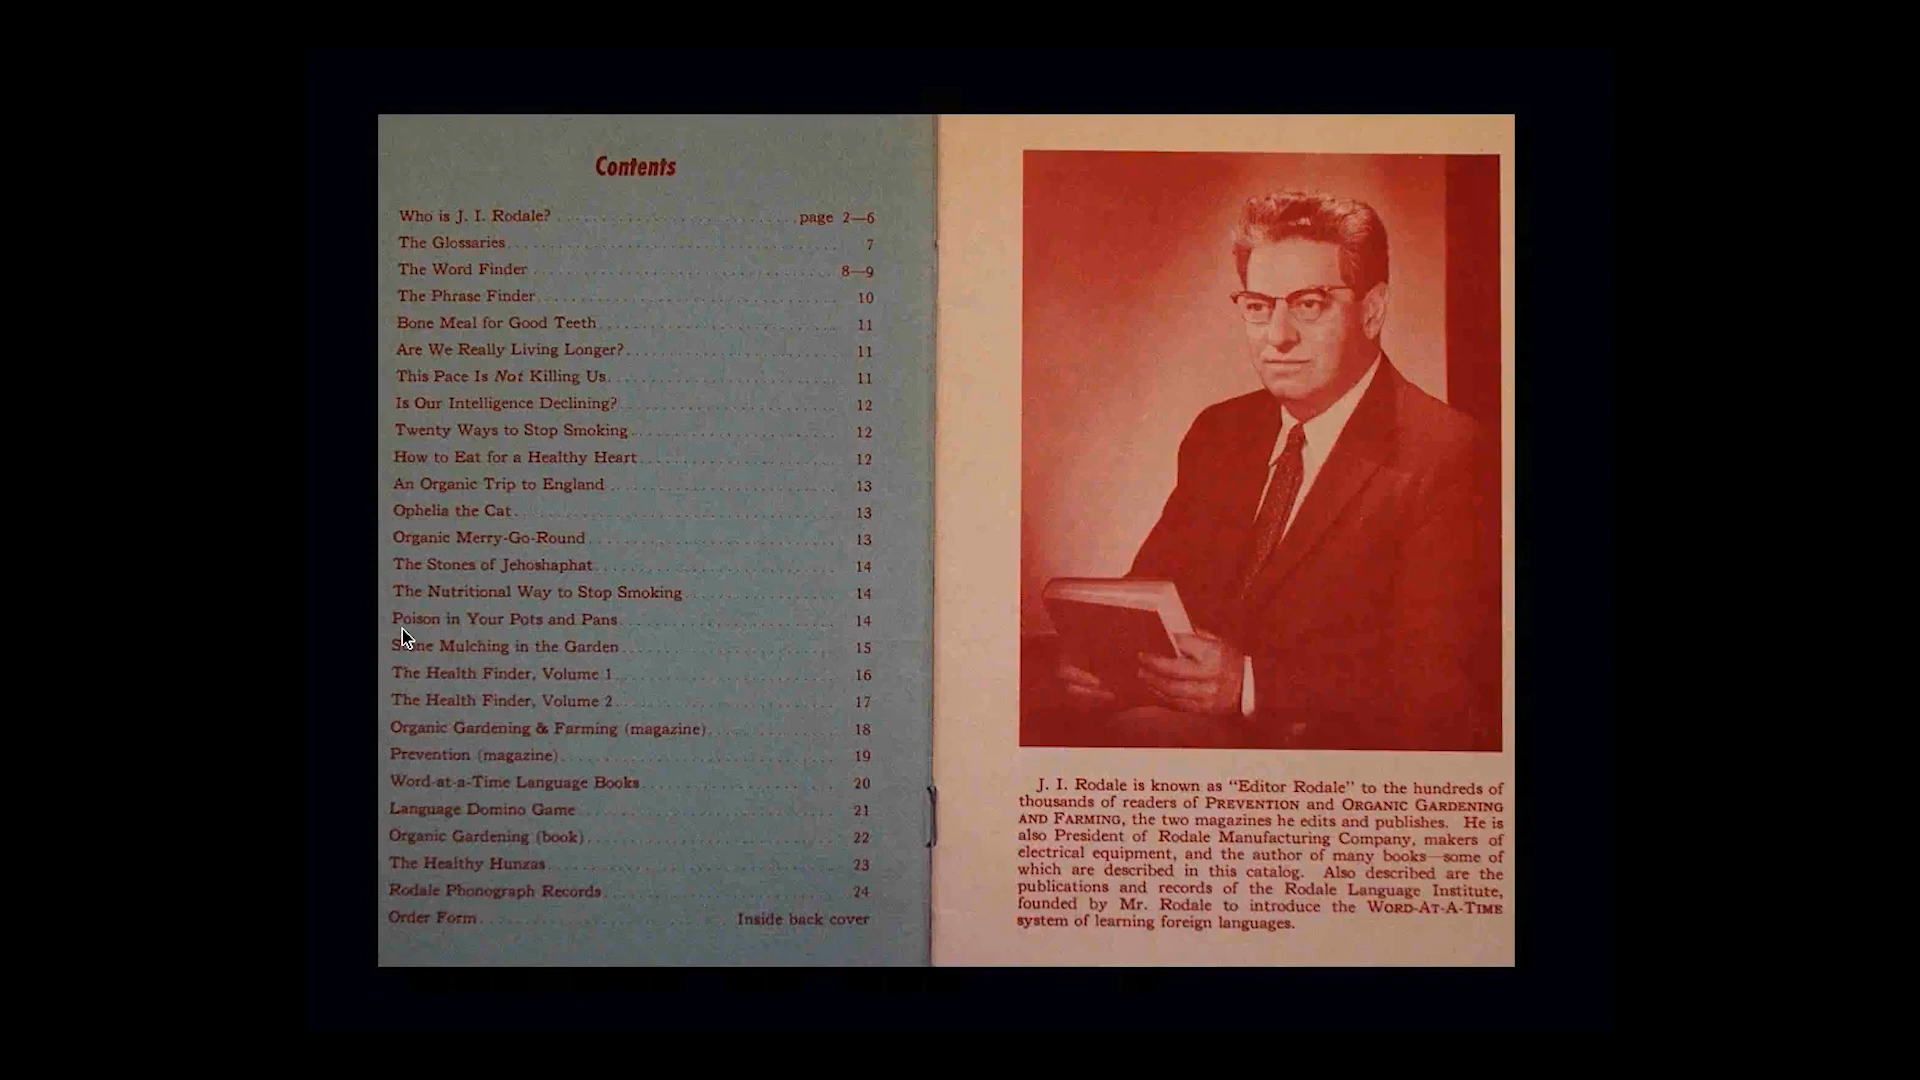 Contents
Who is J. I. Rodale? page 2—6
The Glossaries 7
The Word Finder 8—9
The Phrase Finder 10
Bone Meal for Good Teeth 11
Are We Really Living Longer? 11
This Pace Is Not Killing Us 11
Is Our Intelligence Declining? 12
Twenty Ways to Stop Smoking 12
How to Eat for a Healthy Heart 12
An Organic Trip to England 13
Ophelia the Cat 13
Organic Merry-Go-Round 13
The Stones of Jehoshaphat 14
The Nutritional Way to Stop Smoking 14
Poison in Your Pots and Pans 14
Mulching in the Garden 15
The Health Finder, Volume 1 16
The Health Finder, Volume 2 17
Organic Gardening & Farming (magazine) 18
Prevention (magazine) 19
Word-at-a-Time Language Books 20
Language Domino Game 21
Organic Gardening (book) 22
The Healthy Hunzas 23
Rodale Phonograph Records 24
Order Form Inside back cover
J. I. Rodale is known as “Editor Rodale” to the hundreds of
thousands of readers of PREVENTION and ORGANIC GARDENING
AND FARMING, the two magazines he edits and publishes. He is
also President of Rodale Manufacturing Company, makers of
electrical equipment, and the author of many books—some of
which are described in this catalog. Also described are the
publications and records of the Rodale Language Institute,
founded by Mr. Rodale to introduce the WORD-AT-A-TIME
system of learning foreign languages.